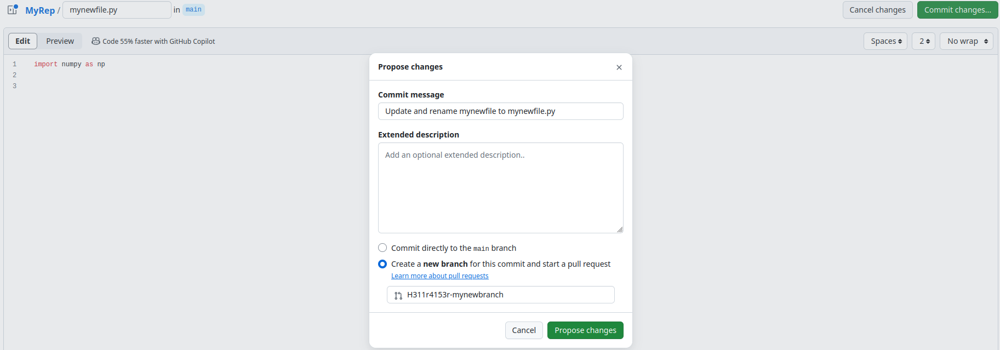 MyRep / mynewfile.py in main Cancel changes Commit changes...
Edit Preview Code 55% faster with GitHub Copilot Spaces 2 No wrap
1 import numpy as np
2
3
Propose changes
Commit message
Update and rename mynewfile to mynewfile.py
Extended description
Add an optional extended description..
Commit directly to the main branch
Create a new branch for this commit and start a pull request
Learn more about pull requests
H311r4153r-mynewbranch
Cancel Propose changes